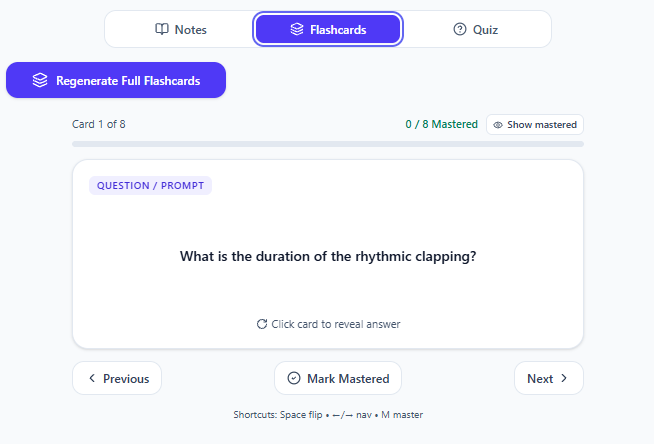 Notes
Flashcards
Quiz
Regenerate Full Flashcards
Card 1 of 8
0 / 8 Mastered
Show mastered
QUESTION / PROMPT
What is the duration of the rhythmic clapping?
Click card to reveal answer
Previous
Mark Mastered
Next
Shortcuts: Space flip • ←/→ nav • M master